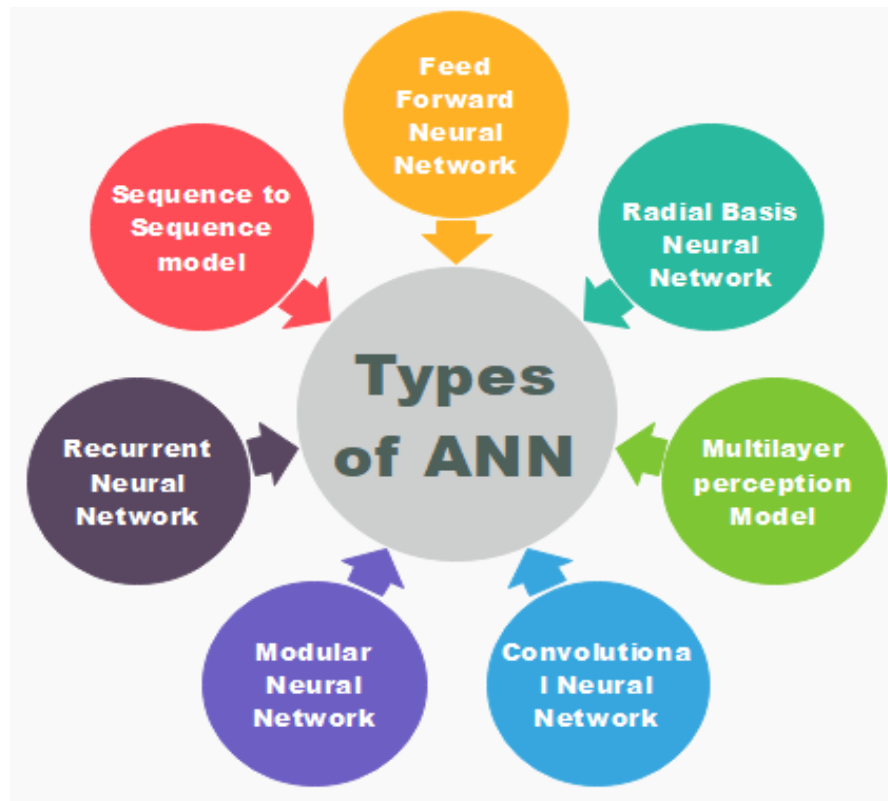 Feed
Forward
Neural
Network
Sequence to
Sequence
model
Radial Basis
Neural
Network
Types
of ANN
Recurrent
Neural
Network
Multilayer
perception
Model
Modular
Neural
Network
Convolutiona
l Neural
Network